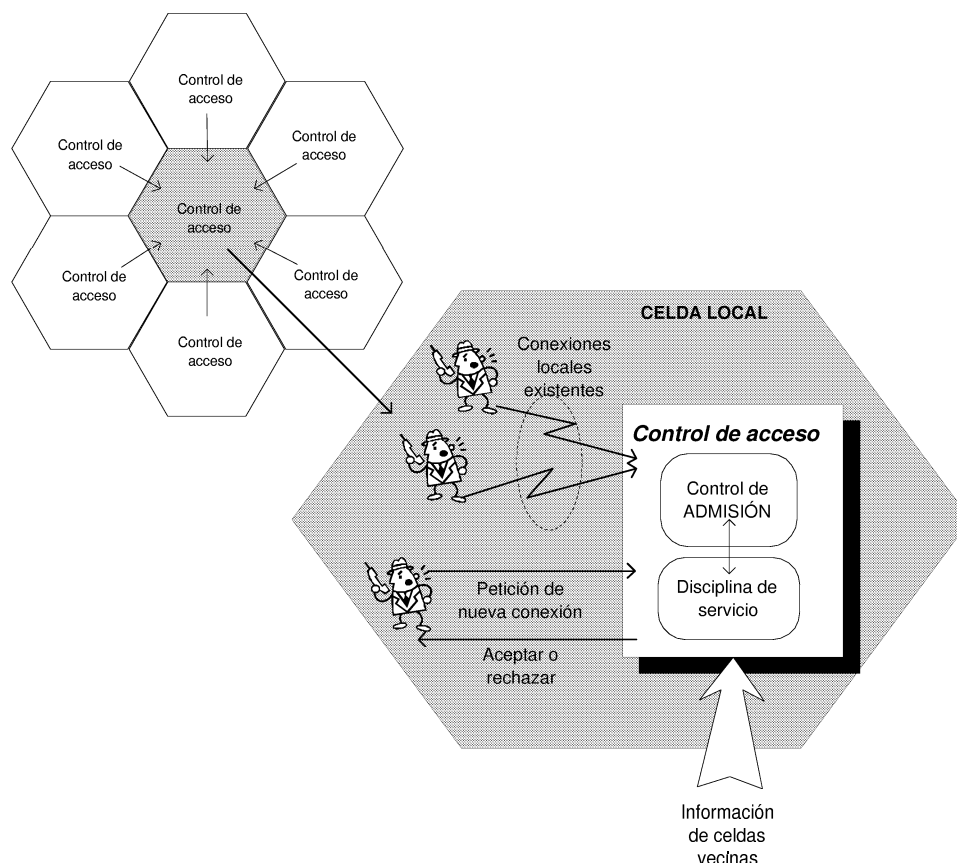 Control de
acceso
Control de
acceso
Control de
acceso
Control de
acceso
Control de
acceso
Control de
acceso
Control de
acceso
CELDA LOCAL
Conexiones
locales
existentes
Control de acceso
Control de
ADMISIÓN
Disciplina de
servicio
Petición de
nueva conexión
Aceptar o
rechazar
Información
de celdas
vecinas